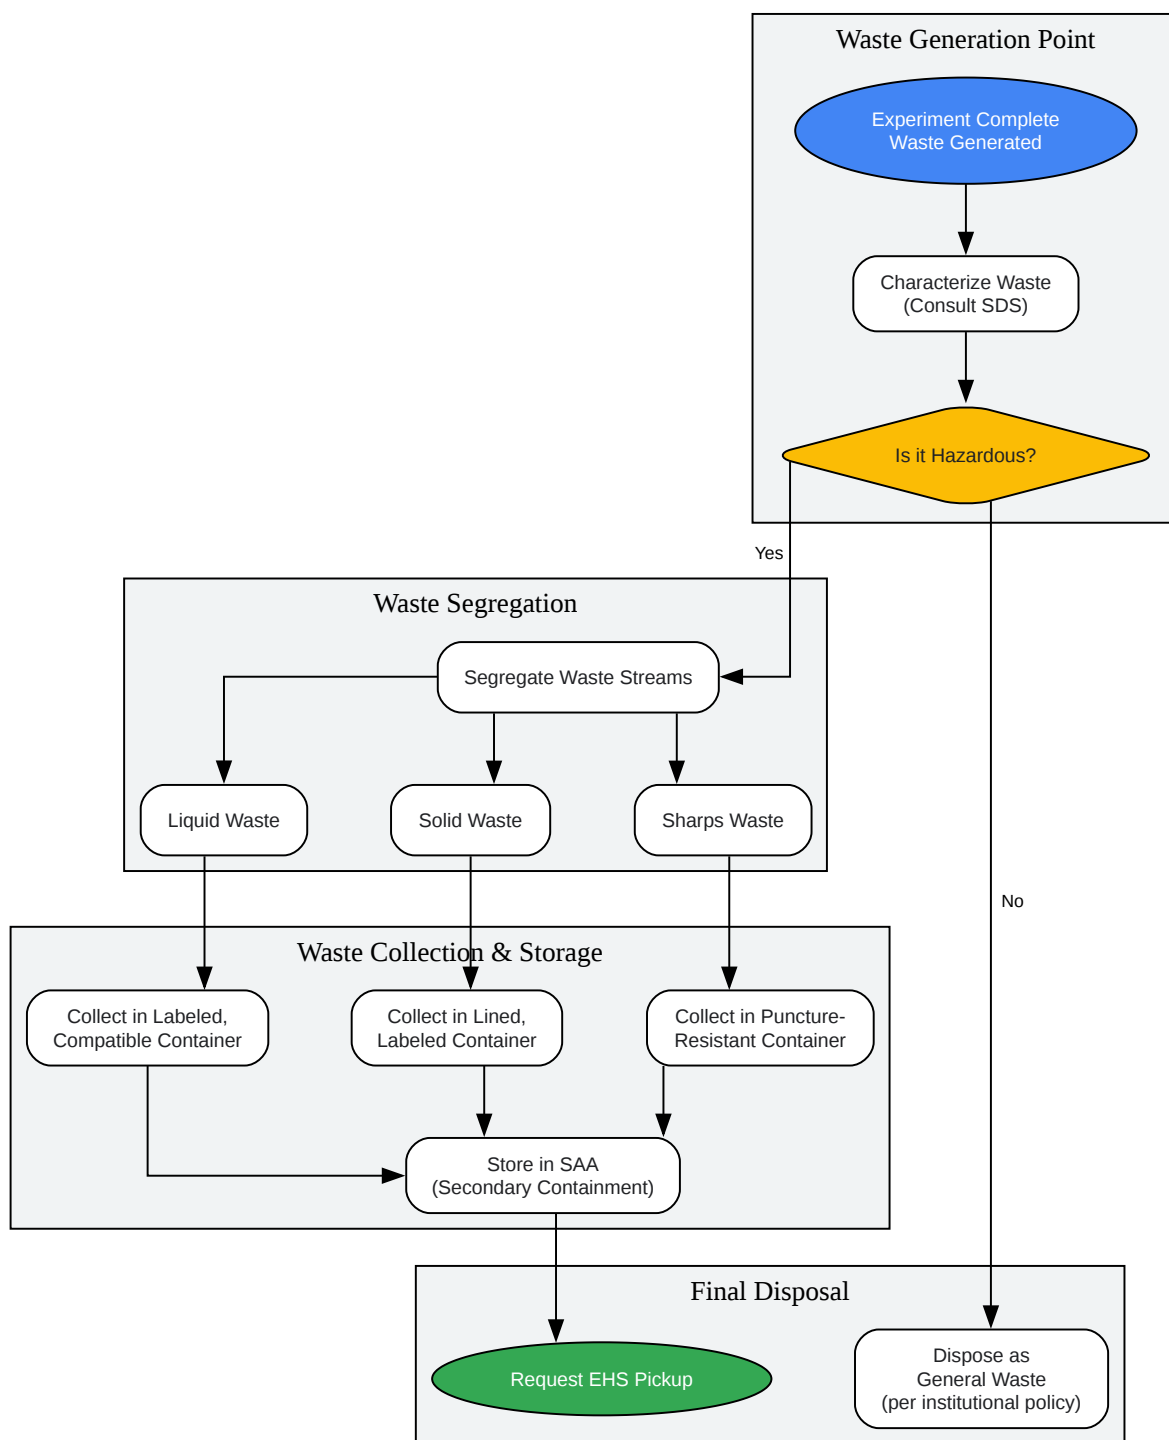 Waste Generation Point
Experiment Complete
Waste Generated
Characterize Waste
(Consult SDS)
Is it Hazardous?
Yes
Waste Segregation
Segregate Waste Streams
Liquid Waste
Solid Waste
Sharps Waste
No
Waste Collection & Storage
Collect in Labeled,
Compatible Container
Collect in Lined,
Labeled Container
Collect in Puncture-
Resistant Container
Store in SAA
(Secondary Containment)
Final Disposal
Request EHS Pickup
Dispose as
General Waste
(per institutional policy)